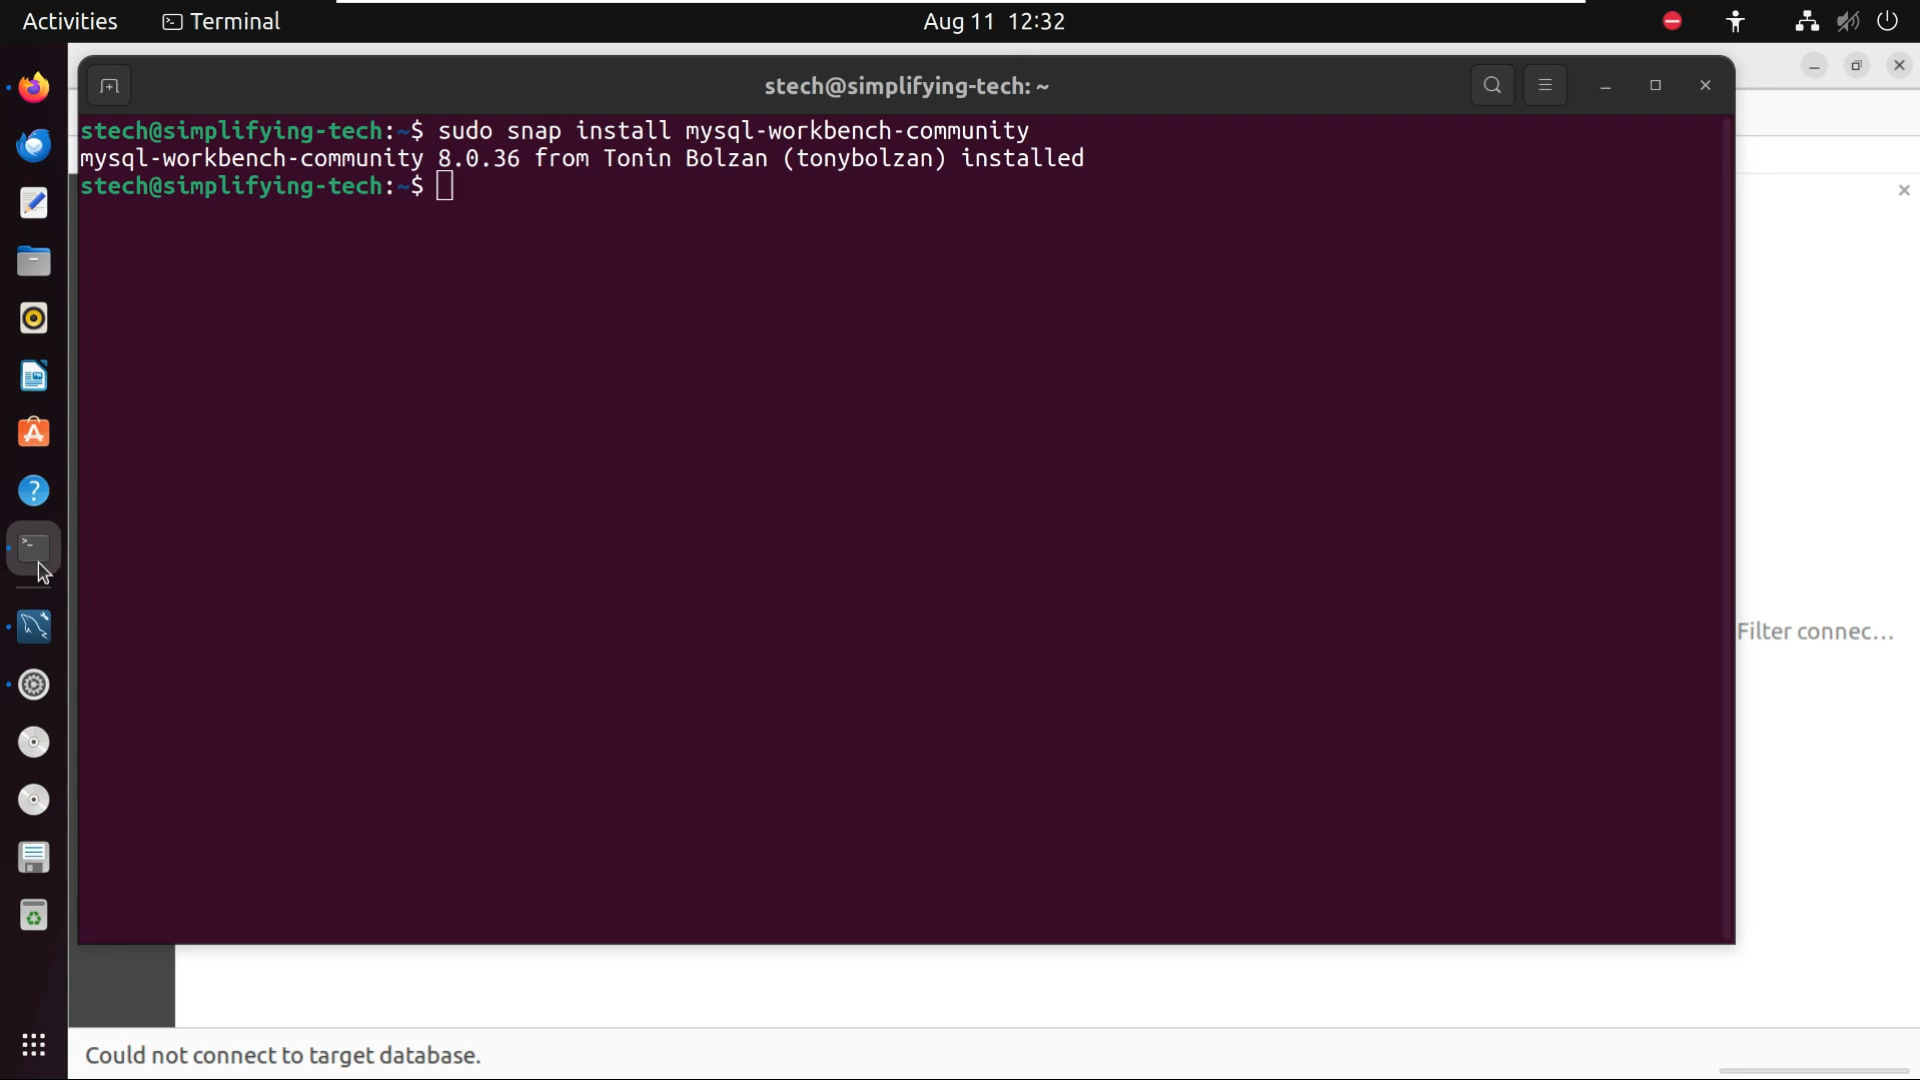 Activities
Terminal
Aug 11 12:32
stech@simplifying-tech: ~
stech@simplifying-tech:~$ sudo snap install mysql-workbench-community
mysql-workbench-community 8.0.36 from Tonin Bolzan (tonybolzan) installed
stech@simplifying-tech:~$
Filter connec...
Could not connect to target database.